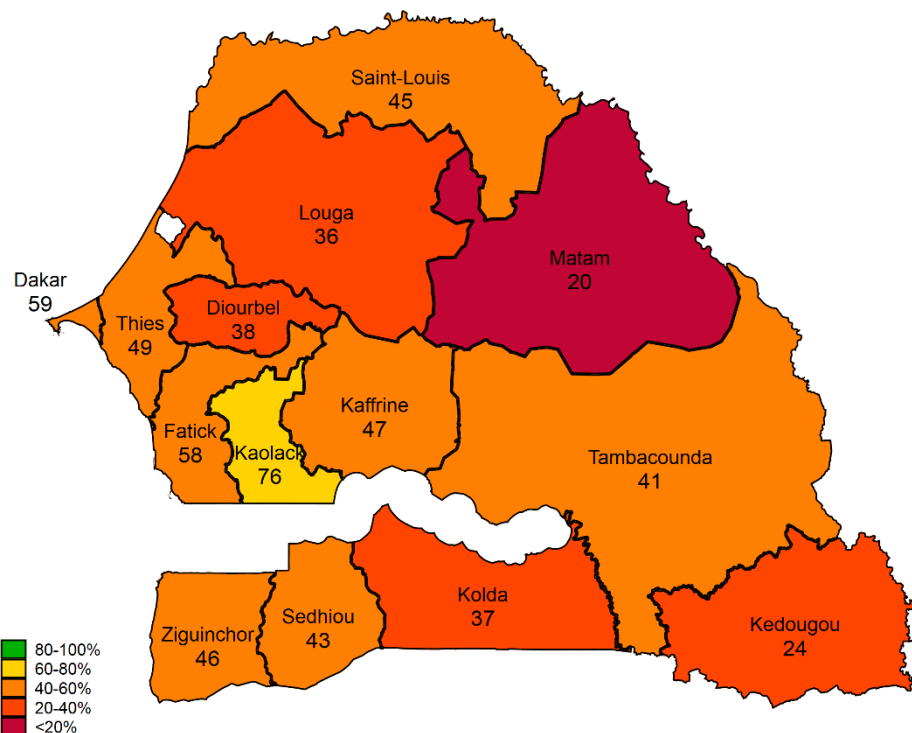 Saint-Louis
45
Louga
36
Matam
20
Dakar
59
Thies
49
Diourbel
38
Kaffrine
47
Fatick
58
Kaolack
76
Tambacounda
41
Ziguinchor
46
Sedhiou
43
Kolda
37
Kedougou
24
80-100%
60-80%
40-60%
20-40%
<20%